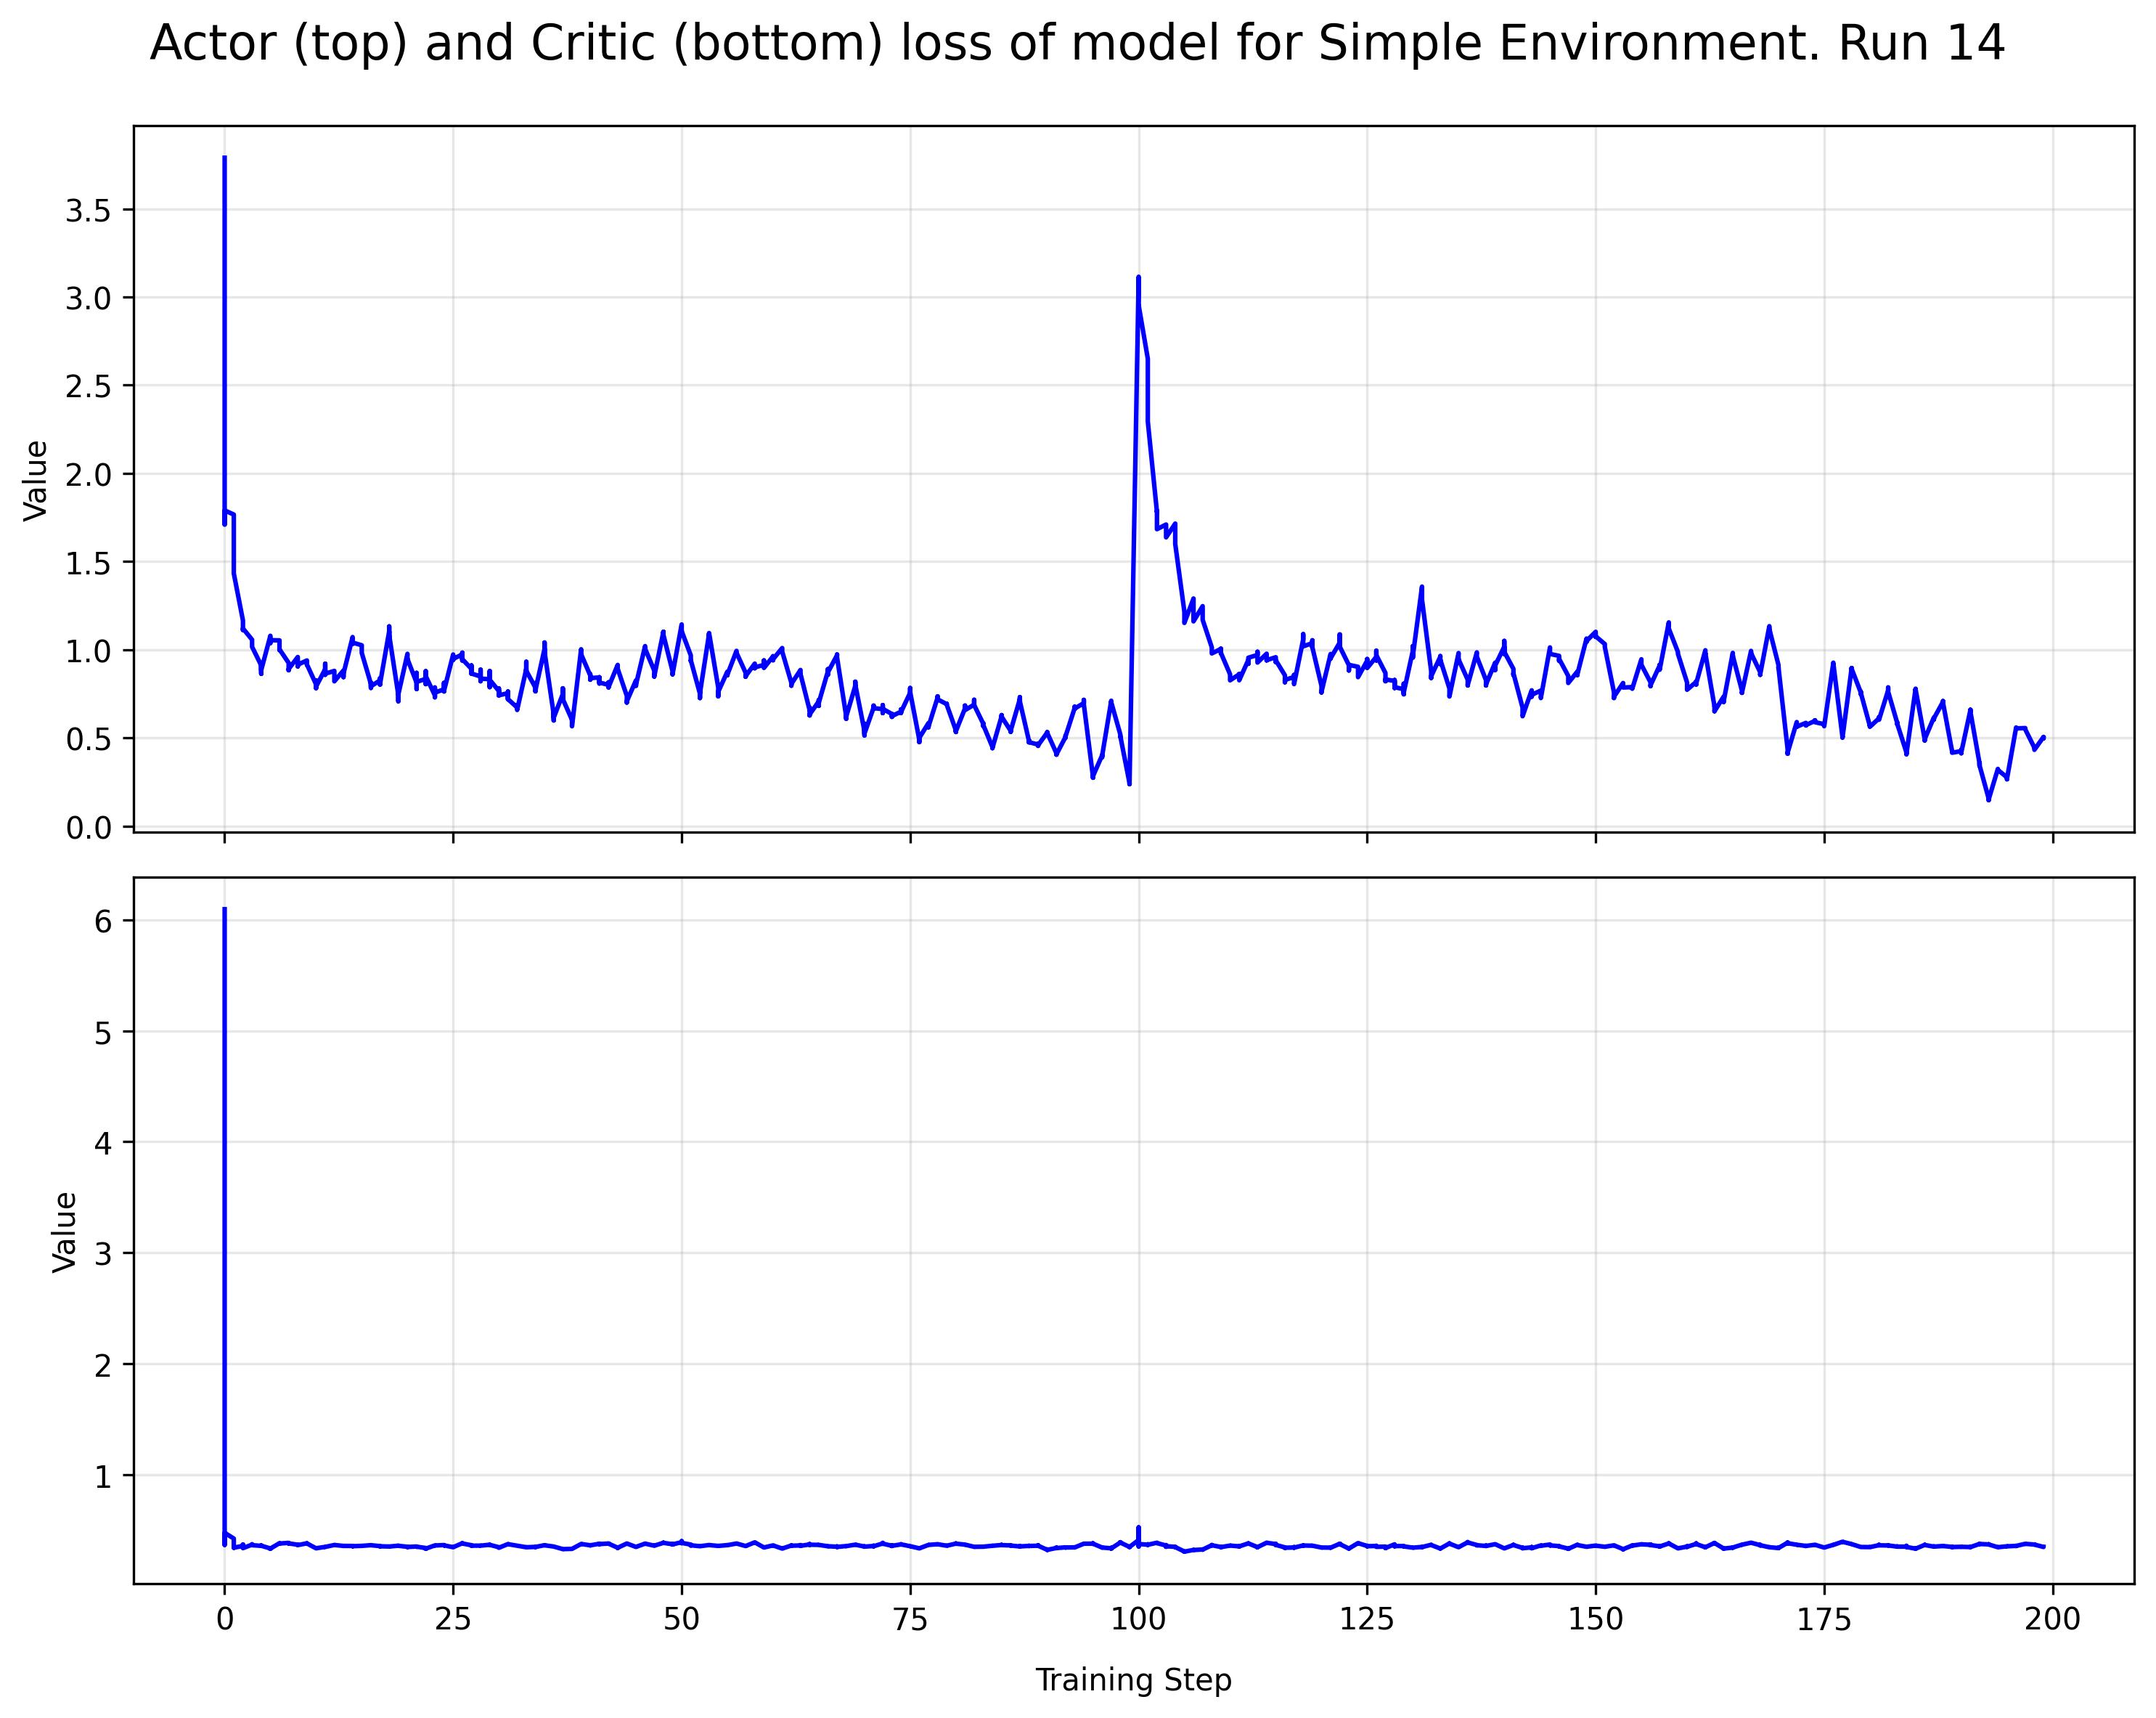 Actor (top) and Critic (bottom) loss of model for Simple Environment. Run 14
3.5
3.0
2.5
2.0
1.5
1.0
0.5
0.0
Value
6
5
4
3
2
1
Value
0 25 50 75 100 125 150 175 200
Training Step